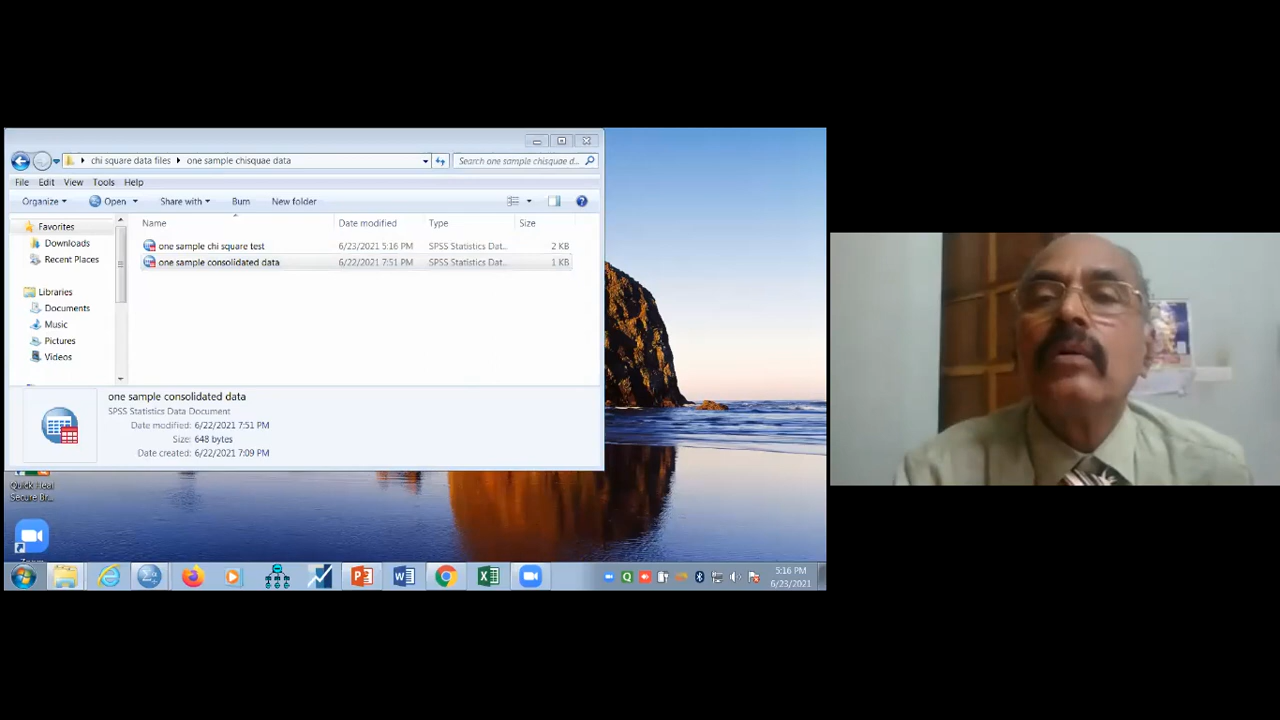 chi square data files
one sample chisquae data
Search one sample chisquae d...
File Edit View Tools Help
Organize Open Share with Burn New folder
Name Date modified Type Size
Favorites
Downloads
Recent Places
Libraries
Documents
Music
Pictures
Videos
one sample chi square test 6/23/2021 5:16 PM SPSS Statistics Dat... 2 KB
one sample consolidated data 6/22/2021 7:51 PM SPSS Statistics Dat... 1 KB
one sample consolidated data
SPSS Statistics Data Document
Date modified: 6/22/2021 7:51 PM
Size: 648 bytes
Date created: 6/22/2021 7:09 PM
Quick Heal
Secure Br...
5:16 PM
6/23/2021